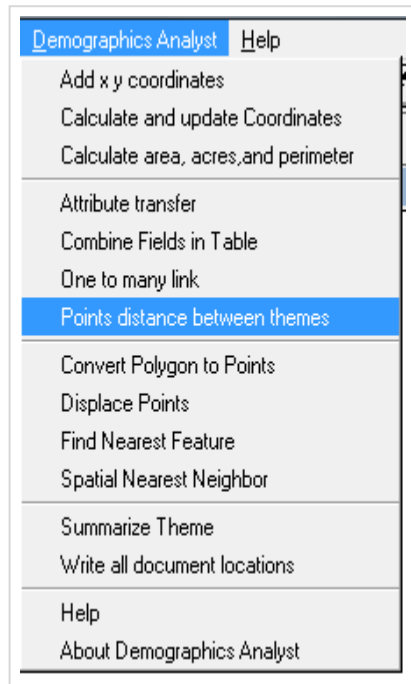 Demographics Analyst Help
Add x y coordinates
Calculate and update Coordinates
Calculate area, acres,and perimeter
Attribute transfer
Combine Fields in Table
One to many link
Points distance between themes
Convert Polygon to Points
Displace Points
Find Nearest Feature
Spatial Nearest Neighbor
Summarize Theme
Write all document locations
Help
About Demographics Analyst